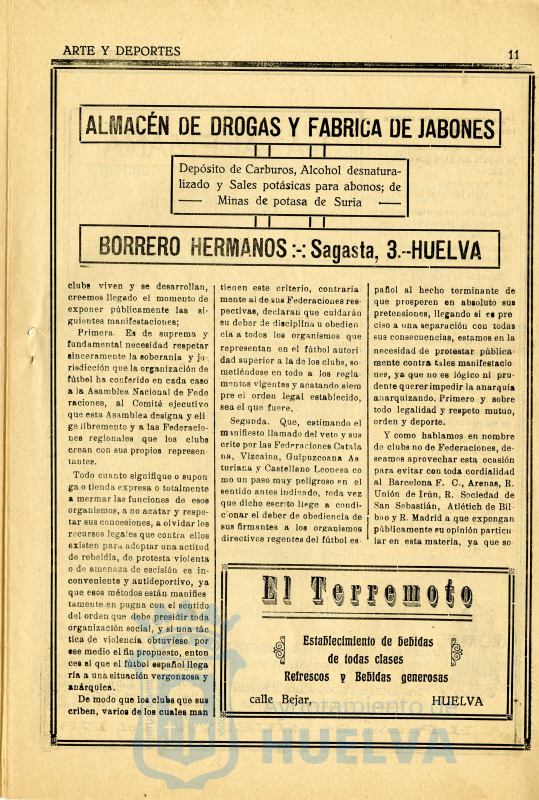 ARTE Y DEPORTES
11
ALMACÉN DE DROGAS Y FABRICA DE JABONES
Depósito de Carburos, Alcohol desnatura-
lizado y Sales potásicas para abonos; de
Minas de potasa de Suria
BORRERO HERMANOS :-: Sagasta, 3.--HUELVA
clubs viven y se desarrollan,
creemos llegado el momento de
exponer públicamente las si-
guientes manifestaciones;
Primera. Es de suprema y
fundamental necesidad respetar
sinceramente la soberanía y ju-
risdicción que la organización de
fútbol ha conferido en cada caso
a la Asamblea Nacional de Fede
raciones, al Comité ejecutivo
que esta Asamblea designa y eli
ge libremente y a las Federacio-
nes regionales que los clubs
crean con sus propios represen-
tantes.
Todo cuanto signifique o supon
ga o tienda expresa o totalmente
a mermar las funciones de esos
organismos, a no acatar y respe-
tar sus concesiones, a olvidar los
recursos legales que contra ellos
existen para adoptar una actitud
de rebeldía, de protesta violenta
o de amenaza de escisión es in-
conveniente y antideportivo, ya
que esos métodos están manifies-
tamente en pugna con el sentido
del orden que debe presidir toda
organización social, y si una tác
tica de violencia obtuviese por
ese medio el fin propuesto, enton
ces sí que el fútbol español llega
ría a una situación vergonzosa y
anárquica.
De modo que los clubs que sus
criben, varios de los cuales man
tienen este criterio, contraria-
mente al de sus Federaciones res-
pectivas, declaran que cuidarán
su deber de disciplina u obedien-
cia a todos los organismos que
representan en el fútbol autori
dad superior a la de los clubs, so-
metiéndose en todo a los regla-
mentos vigentes y acatando siem
pre el orden legal establecido,
sea el que fuere.
Segunda. Que, estimando el
manifiesto llamado del veto y sus
crito por las Federaciones Catala
na, Vizcaina, Guipuzcoana As
turiana y Castellano Leonesa co
mo un paso muy peligroso en el
sentido antes indicado, toda vez
que dicho escrito llega a condi-
cionar el deber de obediencia de
sus firmantes a los organismos
directivos regentes del fútbol es-
pañol al hecho terminante de
que prosperen en absoluto sus
pretensiones, llegando si es pre
ciso a una separación con todas
sus consecuencias, estamos en la
necesidad de protestar pública-
mente contra tales manifestacio-
nes, ya que no es lógico ni pru
dente querer impedir la anarquía
anarquizando. Primero y sobre
todo legalidad y respeto mutuo,
orden y deporte.
Y como hablamos en nombre
de clubs no de Federaciones, de-
seamos aprovechar esta ocasión
para evitar con toda cordialidad
al Barcelona F. C., Arenas, R.
Unión de Irún, R. Sociedad de
San Sebastián, Atlétich de Bil-
bao y R. Madrid a que expongan
públicamente su opinión particu-
lar en esta materia, ya que so-
El Terremoto
Establecimiento de bebidas
de todas clases
Refrescos y Bebidas generosas
calle Bejar, HUELVA
Ayuntamiento de
HUELVA